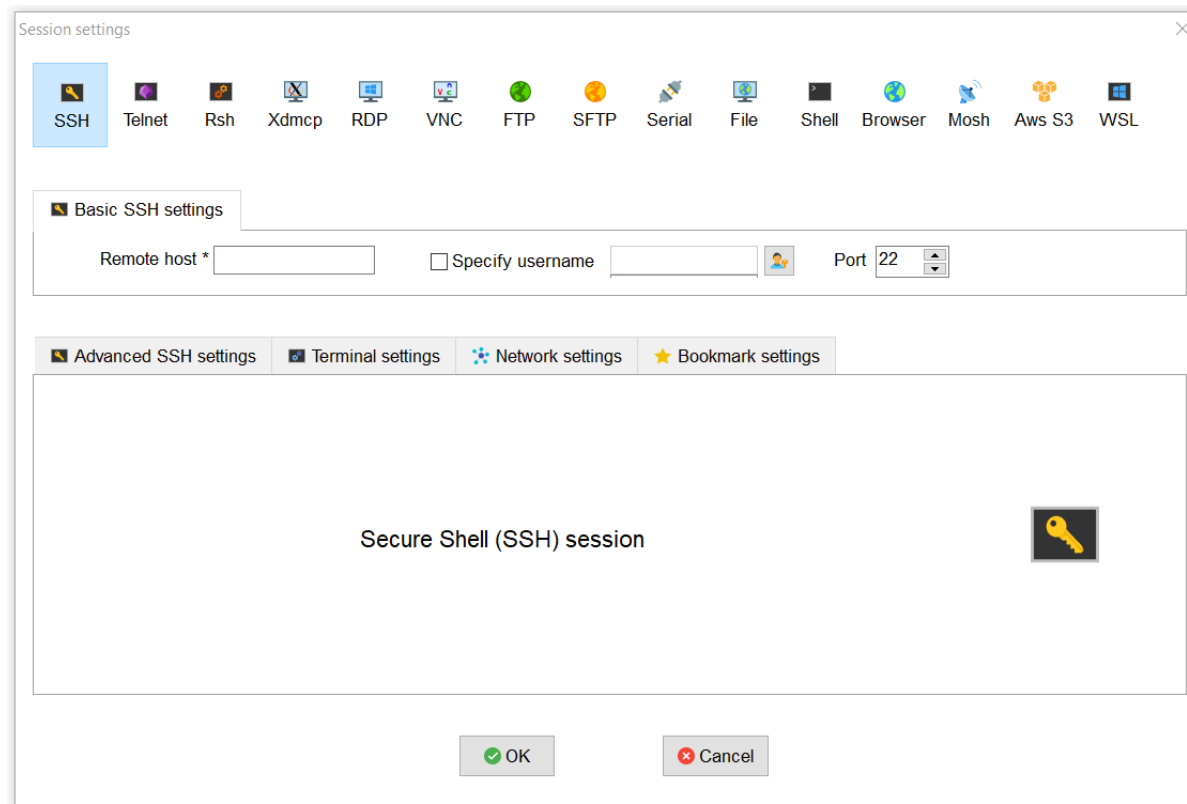 Session settings
SSH Telnet Rsh Xdmcp RDP VNC FTP SFTP Serial File Shell Browser Mosh Aws S3 WSL
Basic SSH settings
Remote host * Specify username Port 22
Advanced SSH settings Terminal settings Network settings Bookmark settings
Secure Shell (SSH) session
OK Cancel